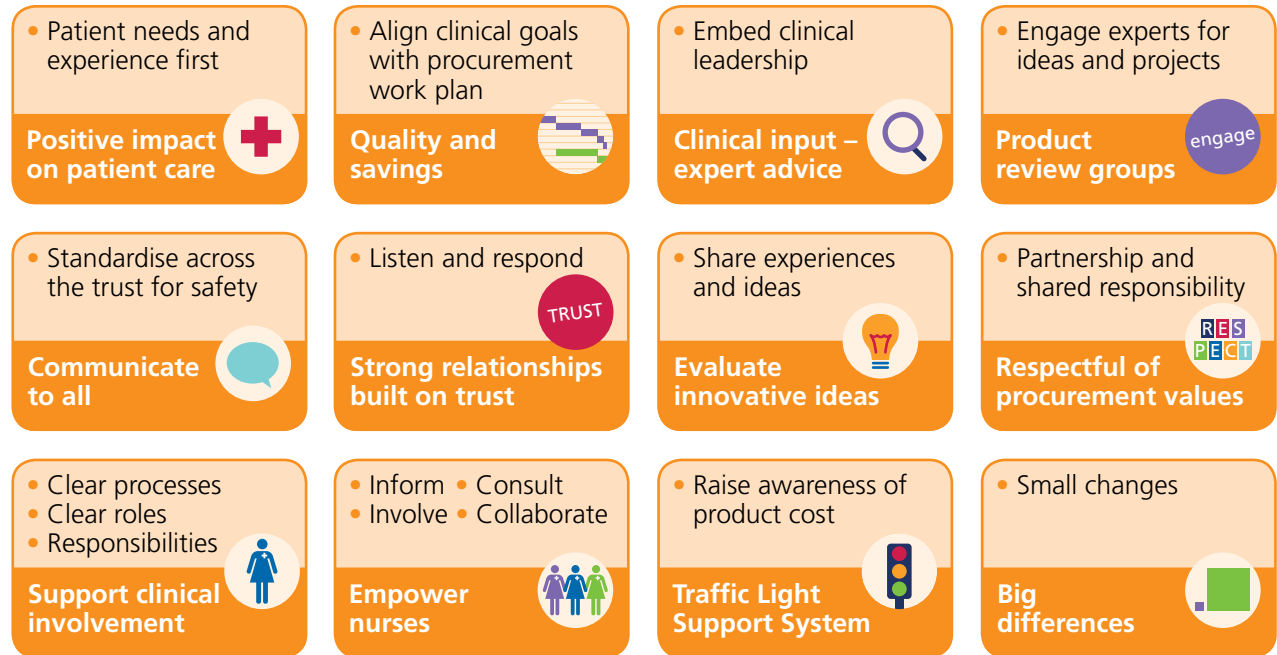 • Patient needs and
experience first
Positive impact
on patient care
• Align clinical goals
with procurement
work plan
Quality and
savings
• Embed clinical
leadership
Clinical input –
expert advice
• Engage experts for
ideas and projects
Product
review groups
engage
• Standardise across
the trust for safety
Communicate
to all
• Listen and respond
TRUST
Strong relationships
built on trust
• Share experiences
and ideas
Evaluate
innovative ideas
• Partnership and
shared responsibility
RES
PECT
Respectful of
procurement values
• Clear processes
• Clear roles
• Responsibilities
Support clinical
involvement
• Inform • Consult
• Involve • Collaborate
Empower
nurses
• Raise awareness of
product cost
Traffic Light
Support System
• Small changes
Big
differences